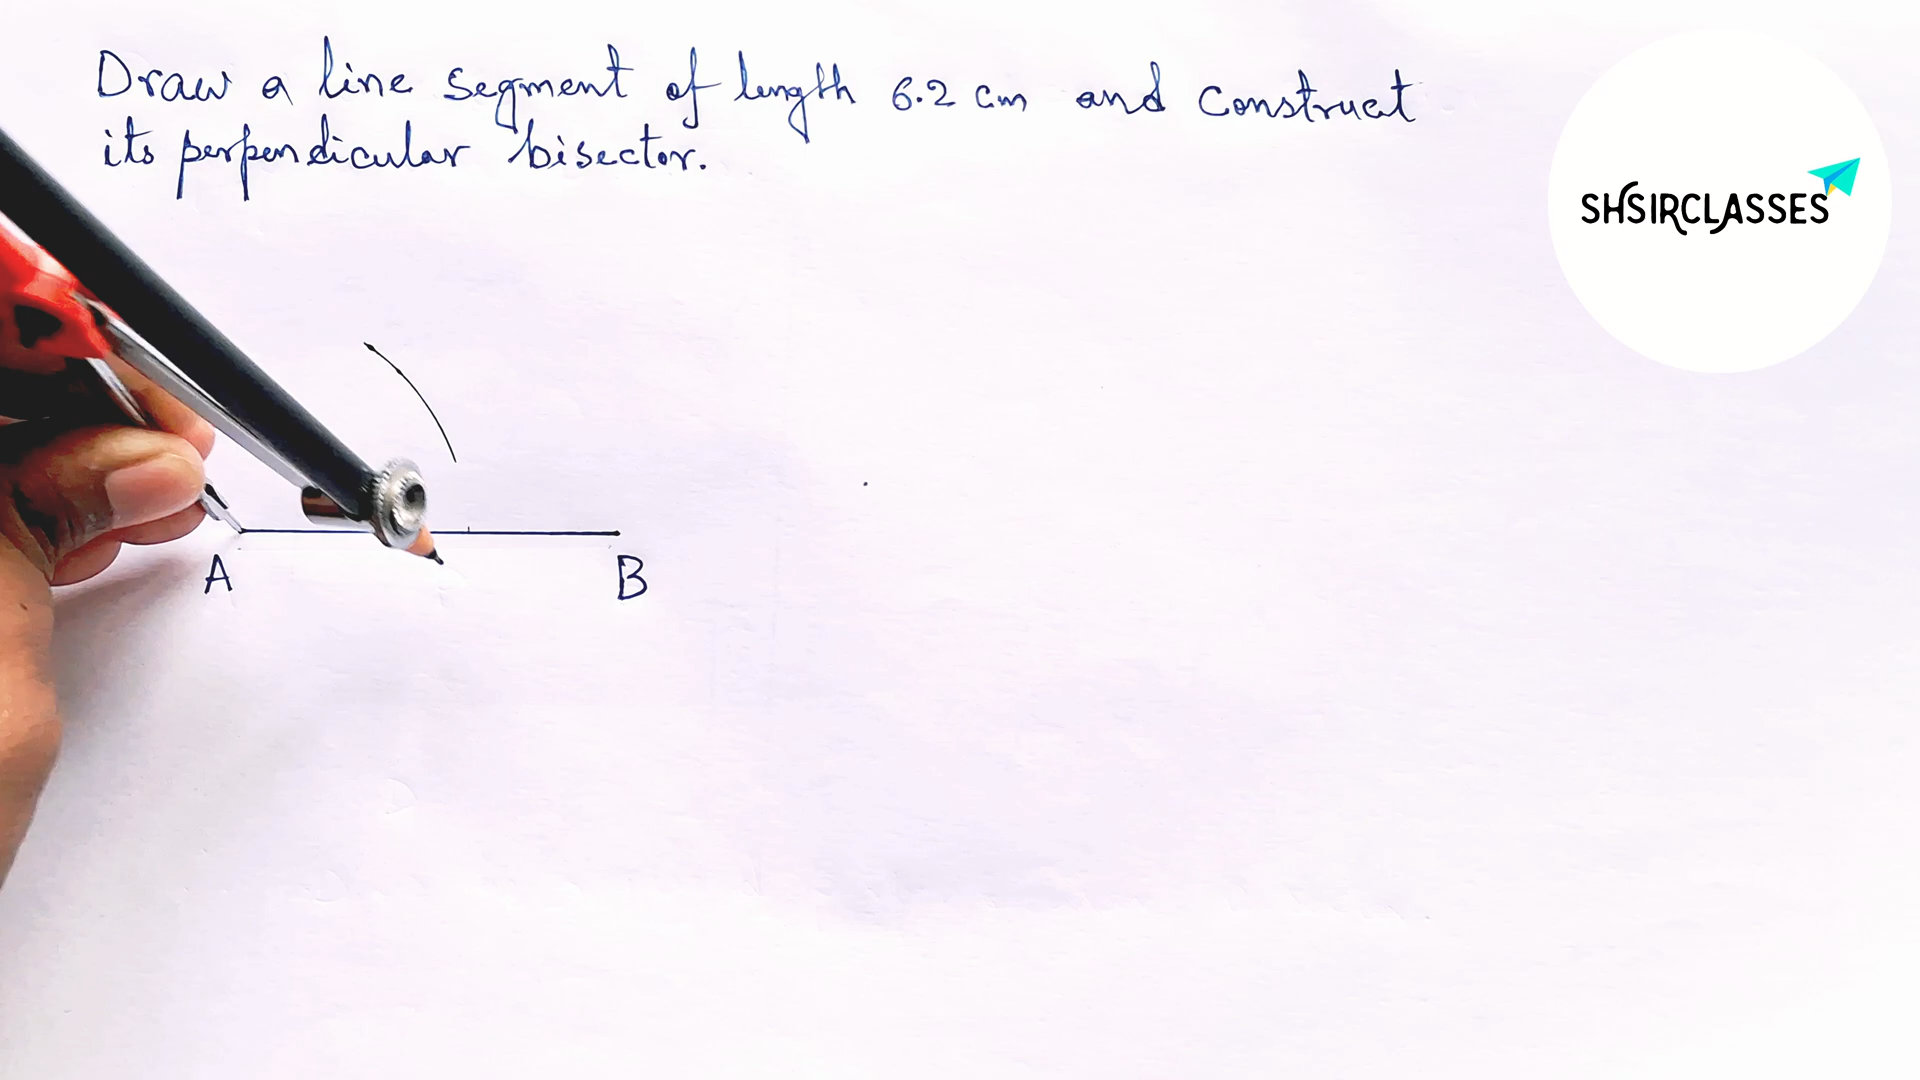 Draw a line segment of length 6.2 cm and construct
its perpendicular bisector.
SHSIRCLASSES
A B